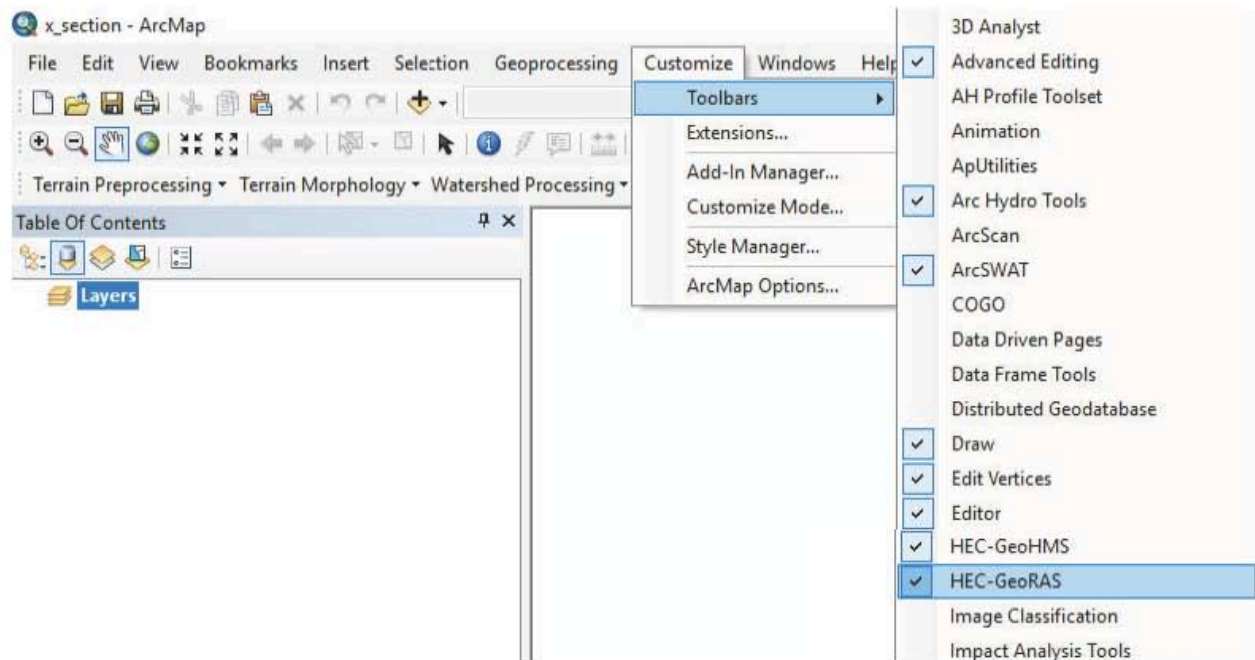 x_section - ArcMap
File Edit View Bookmarks Insert Selection Geoprocessing Customize Windows Help
Terrain Preprocessing Terrain Morphology Watershed Processing
Table Of Contents
Layers
Toolbars
Extensions...
Add-In Manager...
Customize Mode...
Style Manager...
ArcMap Options...
3D Analyst
Advanced Editing
AH Profile Toolset
Animation
ApUtilities
Arc Hydro Tools
ArcScan
ArcSWAT
COGO
Data Driven Pages
Data Frame Tools
Distributed Geodatabase
Draw
Edit Vertices
Editor
HEC-GeoHMS
HEC-GeoRAS
Image Classification
Impact Analysis Tools